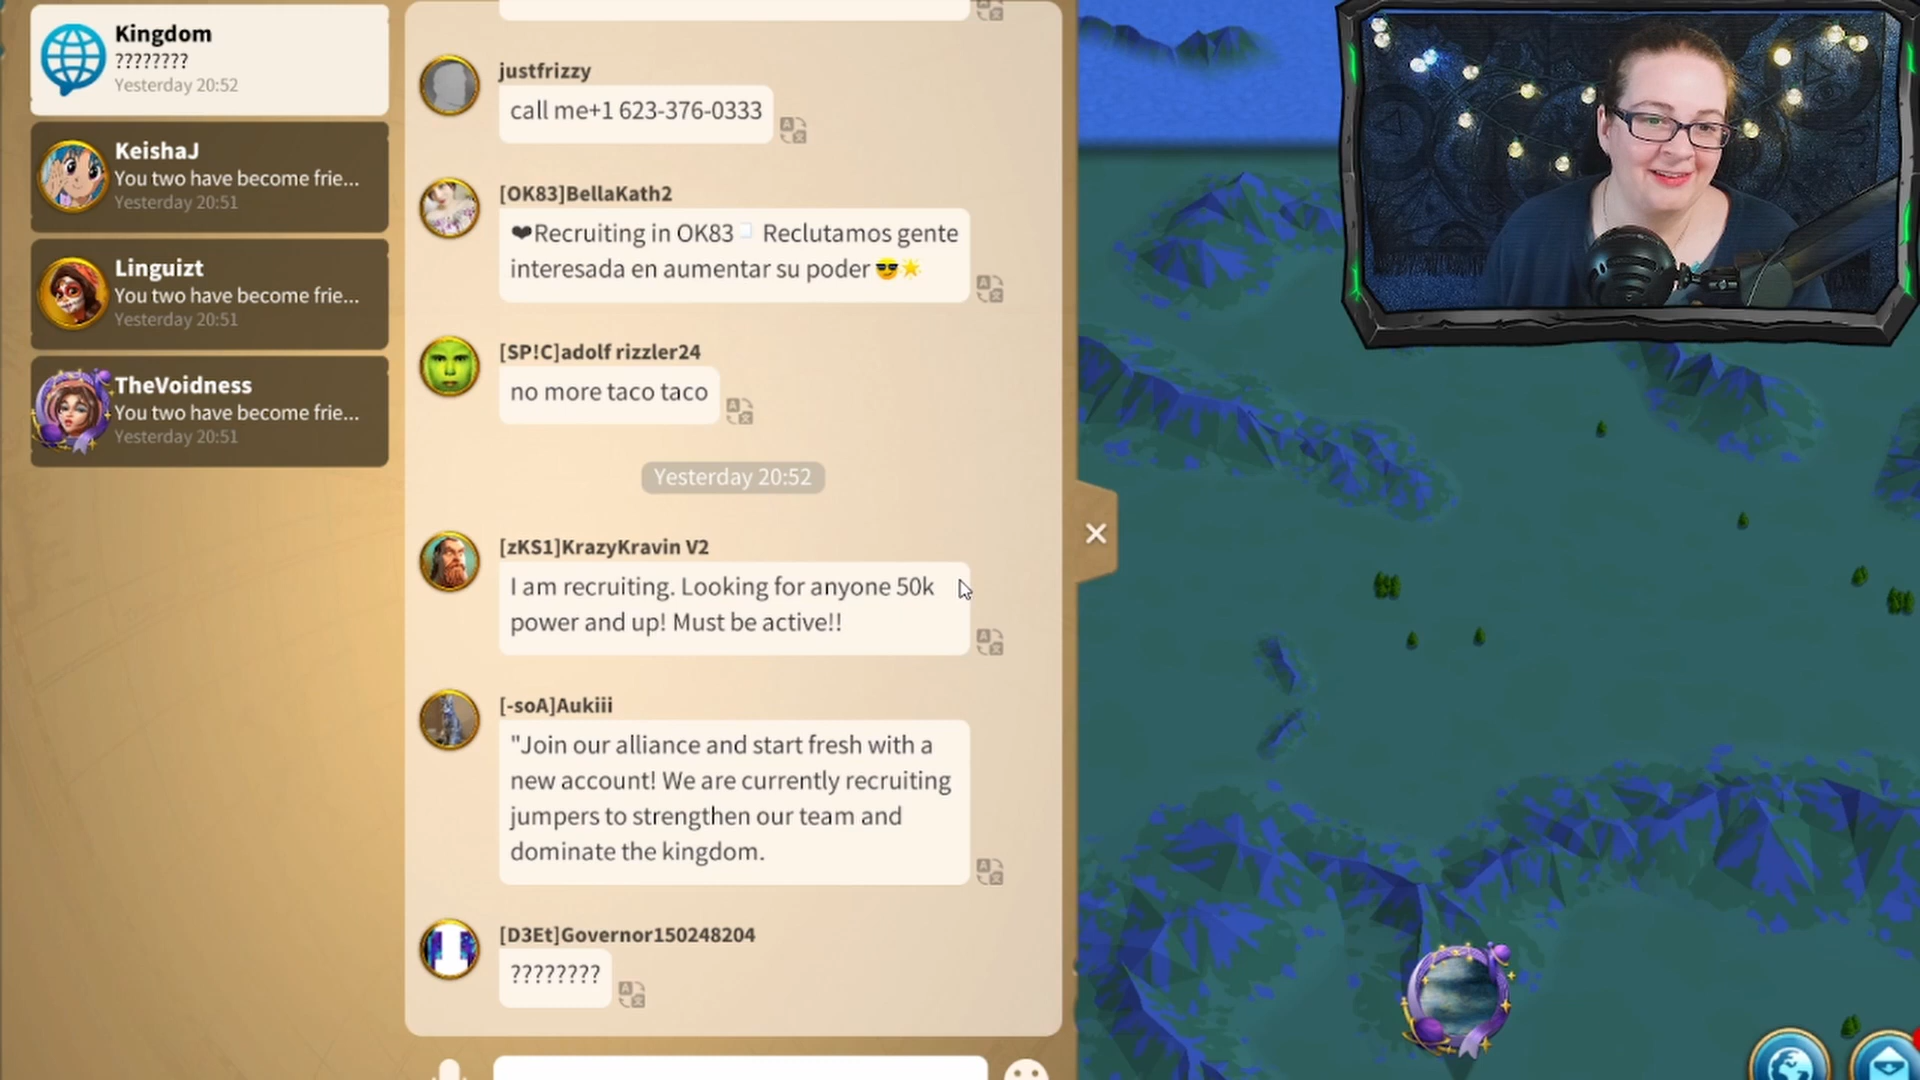 Kingdom
????????
Yesterday 20:52
KeishaJ
You two have become frie...
Yesterday 20:51
Linguizt
You two have become frie...
Yesterday 20:51
TheVoidness
You two have become frie...
Yesterday 20:51
justfrizzy
call me+1 623-376-0333
[OK83]BellaKath2
❤Recruiting in OK83 Reclutamos gente
interesada en aumentar su poder 😎🌟
[SP!C]adolf rizzler24
no more taco taco
Yesterday 20:52
[zKS1]KrazyKravin V2
I am recruiting. Looking for anyone 50k
power and up! Must be active!!
[-soA]Aukiii
"Join our alliance and start fresh with a
new account! We are currently recruiting
jumpers to strengthen our team and
dominate the kingdom.
[D3Et]Governor150248204
????????